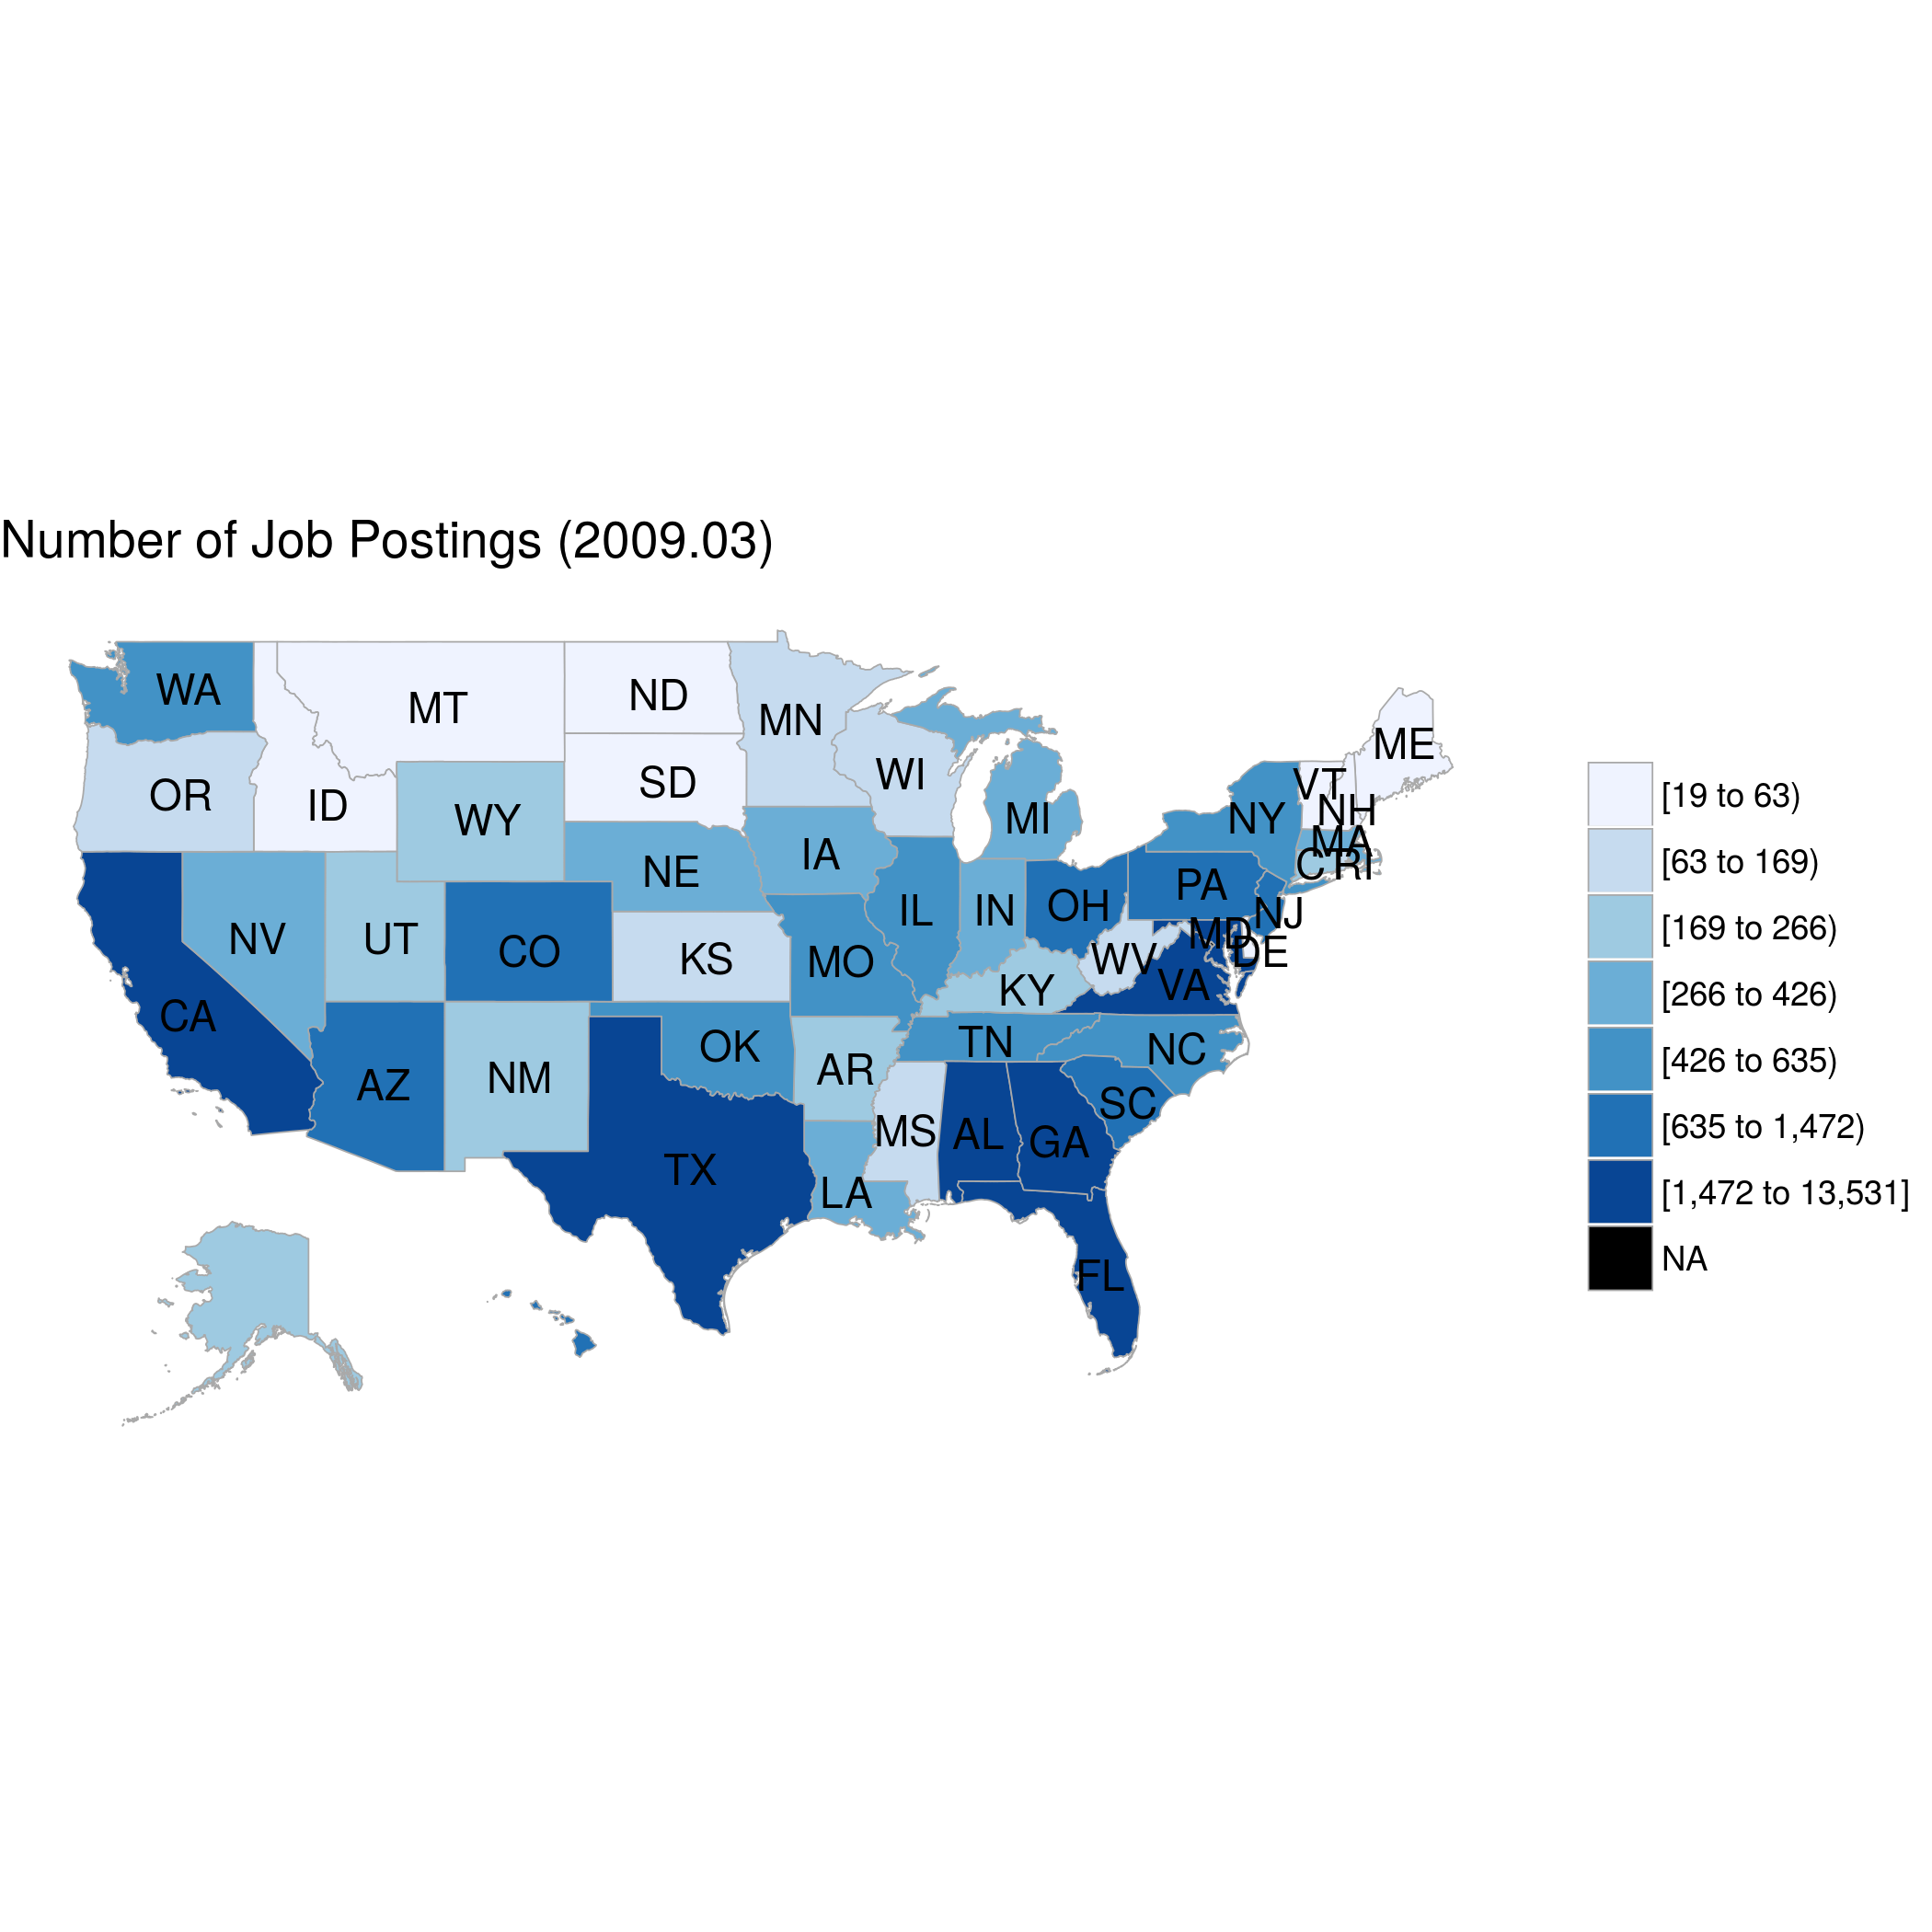 Number of Job Postings (2009.03)
WA
MT
ND
MN
ME
OR
ID
WY
SD
WI
MI
NY
VT
NH
MA
CT
RI
NE
IA
IL
IN
OH
PA
NJ
NV
UT
CO
KS
MO
WV
MD
DE
VA
KY
CA
AZ
NM
OK
AR
TN
NC
SC
MS
AL
GA
TX
LA
FL
[19 to 63)
[63 to 169)
[169 to 266)
[266 to 426)
[426 to 635)
[635 to 1,472)
[1,472 to 13,531]
NA